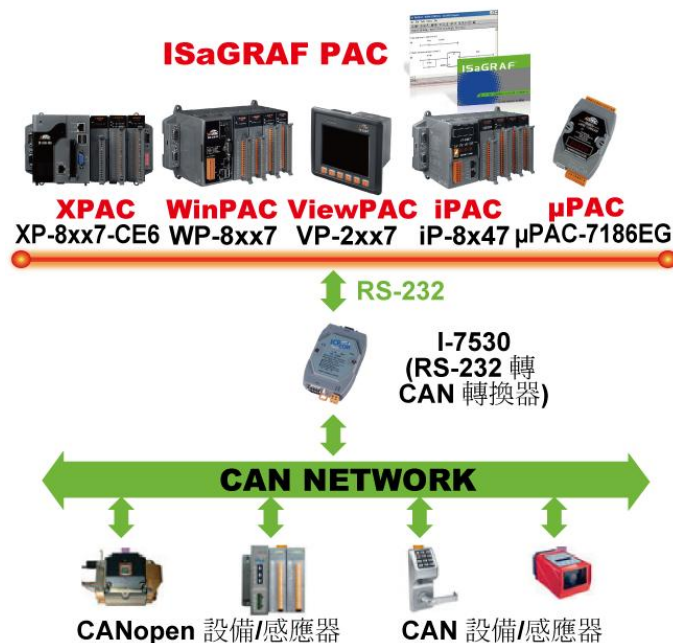 ISaGRAF PAC
ISaGRAF
XPAC WinPAC ViewPAC iPAC μPAC
XP-8xx7-CE6 WP-8xx7 VP-2xx7 iP-8x47 μPAC-7186EG
RS-232
I-7530
(RS-232 轉
CAN 轉換器)
CAN NETWORK
CANopen 設備/感應器 CAN 設備/感應器